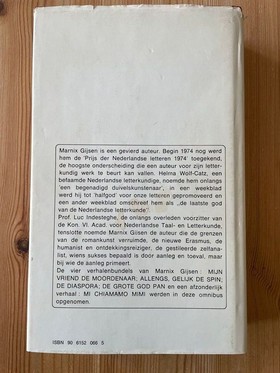 Marnix Gijsen is een gevierd auteur. Begin 1974 nog werd
hem de 'Prijs der Nederlandse letteren 1974' toegekend,
de hoogste onderscheiding die een auteur voor zijn letter-
kundig werk te beurt kan vallen. Helma Wolf-Catz, een
befaamde Nederlandse letterkundige, noemde hem onlangs
"een begenadigd duivelskunstenaar", in een weekblad
werd hij tot 'halfgod' voor onze letteren gepromoveerd en
een ander weekblad omschreef hem als „de laatste god
van de Nederlandse letterkunde".
Prof. Luc Indestege, de onlangs overleden voorzitter van
de Kon. Vl. Acad. voor Nederlandse Taal - en Letterkunde,
tenslotte noemde Marnix Gijsen de auteur die de grenzen
van de romankunst verruimde, de nieuwe Erasmus, de
humanist en ontdekkingsreiziger, de gestileerde zelfana-
list, wiens sukses bepaald is door aanleg en toeval, maar
bij wie de aanleg primeert.
De vier verhalenbundels van Marnix Gijsen : MIJN
VRIEND DE MOORDENAAR; ALLENGS, GELIJK DE SPIN;
DE DIASPORA; DE GROTE GOD PAN en een afzonderlijk
verhaal : MI CHIAMAMO MIMI werden in deze omnibus
opgenomen.
ISBN 90 6152 066 5